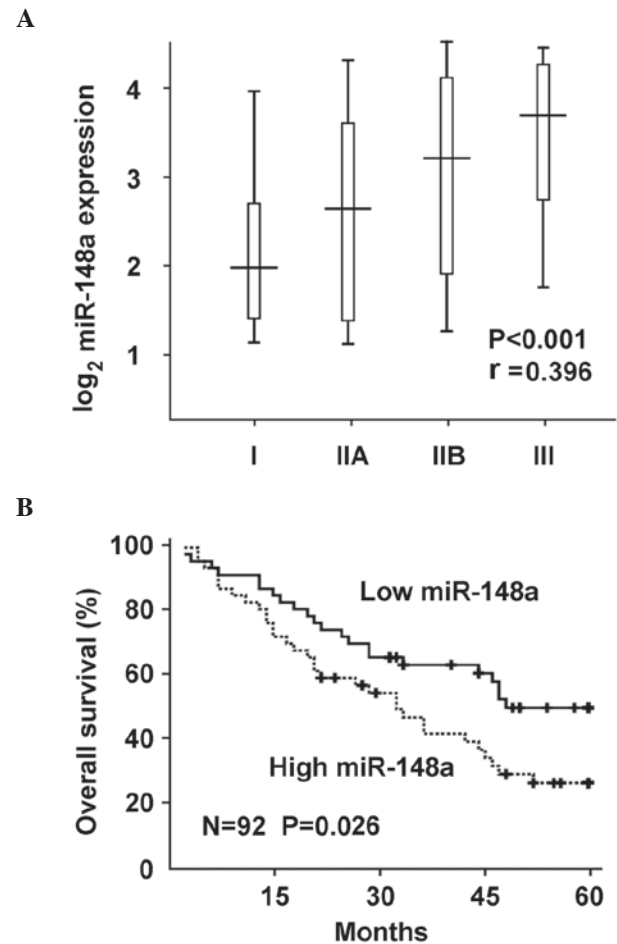 A
log₂ miR-148a expression
4
3
2
1
P<0.001
r =0.396
I IIA IIB III
B
Overall survival (%)
100
80
60
40
20
0
Low miR-148a
High miR-148a
N=92 P=0.026
15 30 45 60
Months